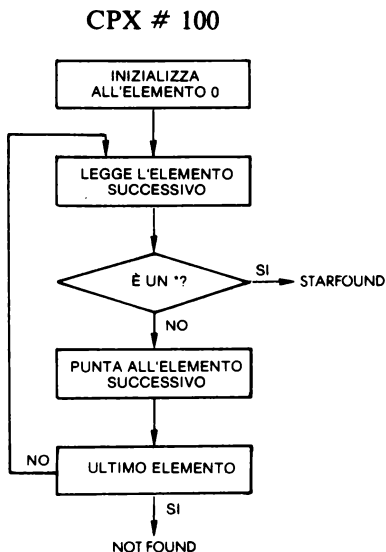 CPX # 100
INIZIALIZZA
ALL'ELEMENTO 0
LEGGE L'ELEMENTO
SUCCESSIVO
È UN *?
SI
STARFOUND
NO
PUNTA ALL'ELEMENTO
SUCCESSIVO
NO
ULTIMO ELEMENTO
SI
NOT FOUND